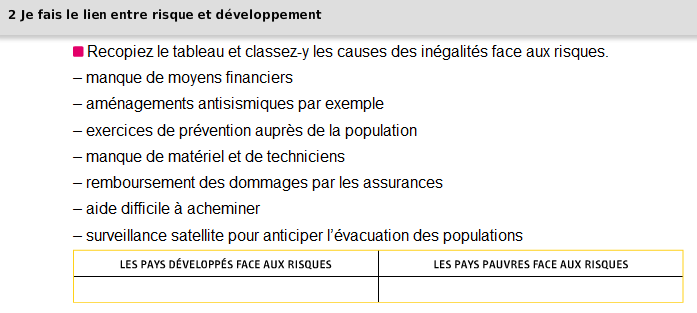 2 Je fais le lien entre risque et développement
Recopiez le tableau et classez-y les causes des inégalités face aux risques.
– manque de moyens financiers
– aménagements antisismiques par exemple
– exercices de prévention auprès de la population
– manque de matériel et de techniciens
– remboursement des dommages par les assurances
– aide difficile à acheminer
– surveillance satellite pour anticiper l'évacuation des populations
LES PAYS DÉVELOPPÉS FACE AUX RISQUES LES PAYS PAUVRES FACE AUX RISQUES